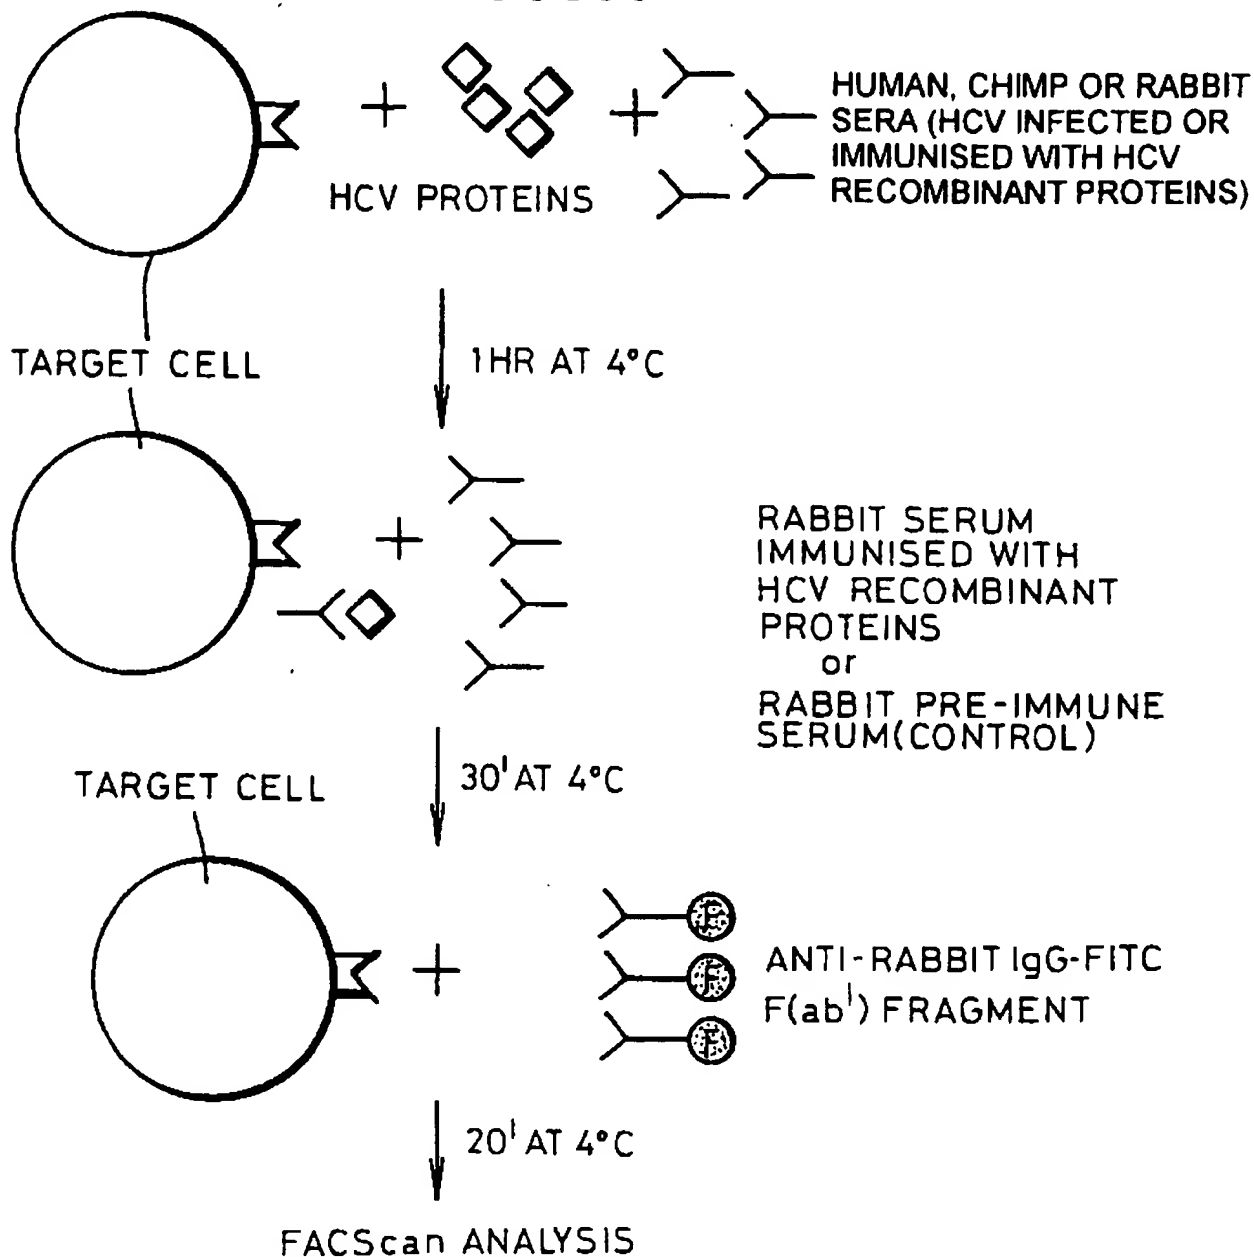 HUMAN, CHIMP OR RABBIT
SERA (HCV INFECTED OR
IMMUNISED WITH HCV
RECOMBINANT PROTEINS)
HCV PROTEINS
TARGET CELL
1HR AT 4°C
RABBIT SERUM
IMMUNISED WITH
HCV RECOMBINANT
PROTEINS
or
RABBIT PRE-IMMUNE
SERUM(CONTROL)
TARGET CELL
30' AT 4°C
F
F
F
ANTI-RABBIT IgG-FITC
F(ab') FRAGMENT
20' AT 4°C
FACScan ANALYSIS